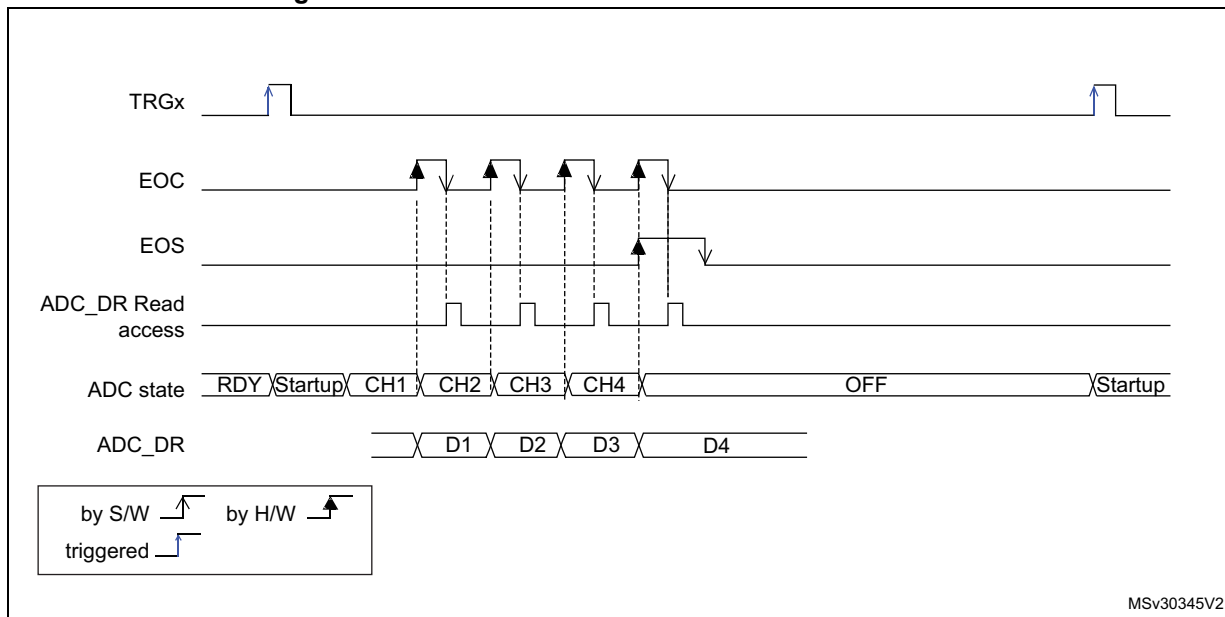 TRGx
EOC
EOS
ADC_DR Read
access
ADC state RDY Startup CH1 CH2 CH3 CH4 OFF Startup
ADC_DR D1 D2 D3 D4
by S/W by H/W
triggered
MSv30345V2